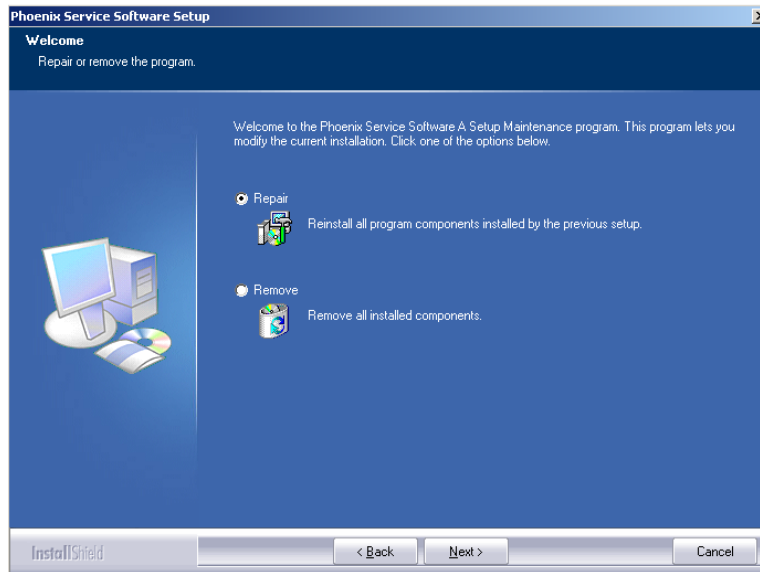 Phoenix Service Software Setup
Welcome
Repair or remove the program.
Welcome to the Phoenix Service Software A Setup Maintenance program. This program lets you
modify the current installation. Click one of the options below.
Repair
Reinstall all program components installed by the previous setup.
Remove
Remove all installed components.
InstallShield
< Back
Next >
Cancel